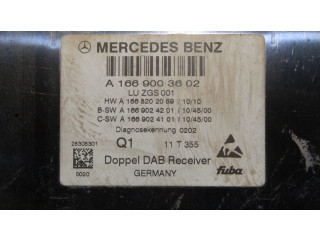 MERCEDES BENZ
A 166 900 36 02
LU ZGS 001
HW A 166 820 20 89 / 10/10
B-SW A 166 902 42 01 / 10/45/00
C-SW A 166 902 41 01 / 10/45/00
Diagnosekennung 0202
28305301 Q1 11 T 355
0020 Doppel DAB Receiver
GERMANY fuba